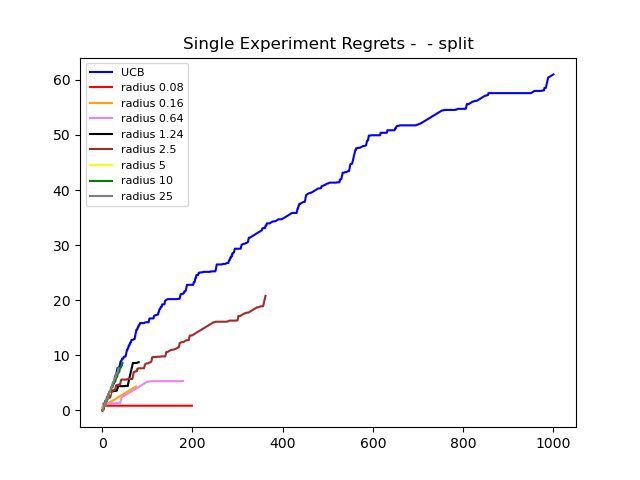 Single Experiment Regrets -  - split
UCB
radius 0.08
radius 0.16
radius 0.64
radius 1.24
radius 2.5
radius 5
radius 10
radius 25
60
50
40
30
20
10
0
0 200 400 600 800 1000